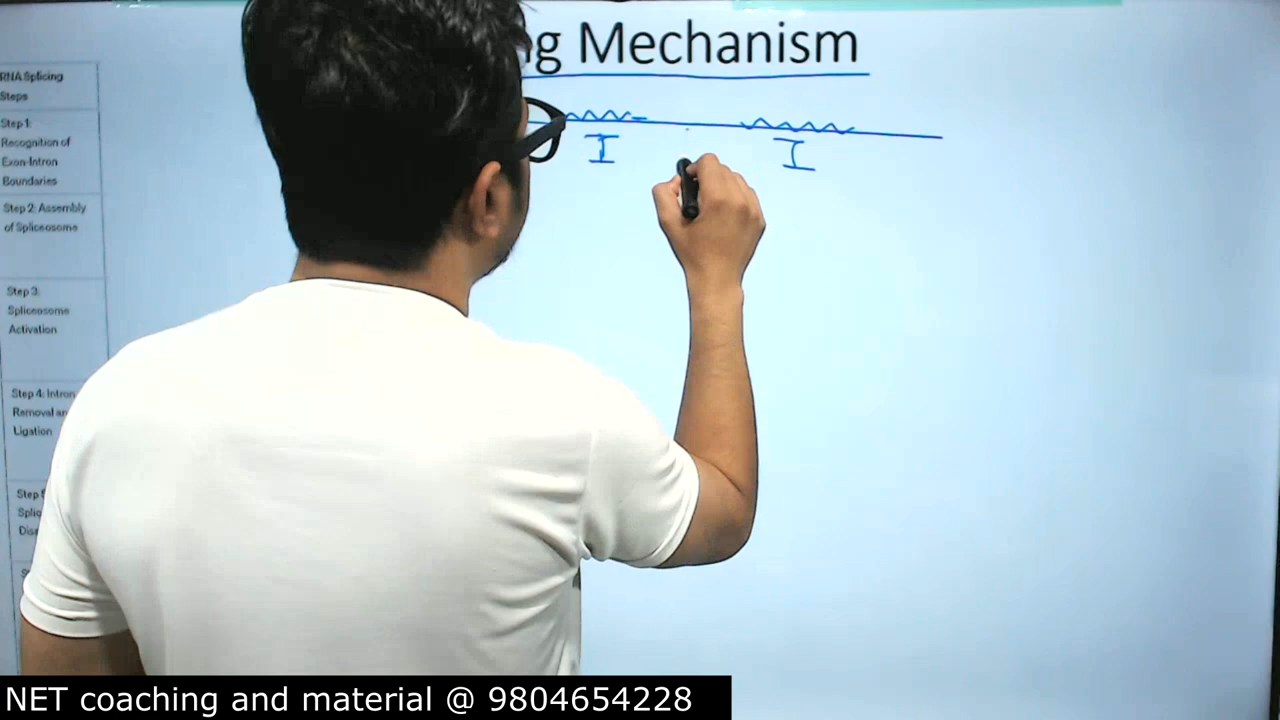 ng Mechanism
RNA Splicing
Steps
Step 1:
Recognition of
Exon-Intron
Boundaries
Step 2: Assembly
of Spliceosome
Step 3:
Spliceosome
Activation
Step 4: Intron
Removal an
Ligation
Step
Splic
I
I
NET coaching and material @ 9804654228